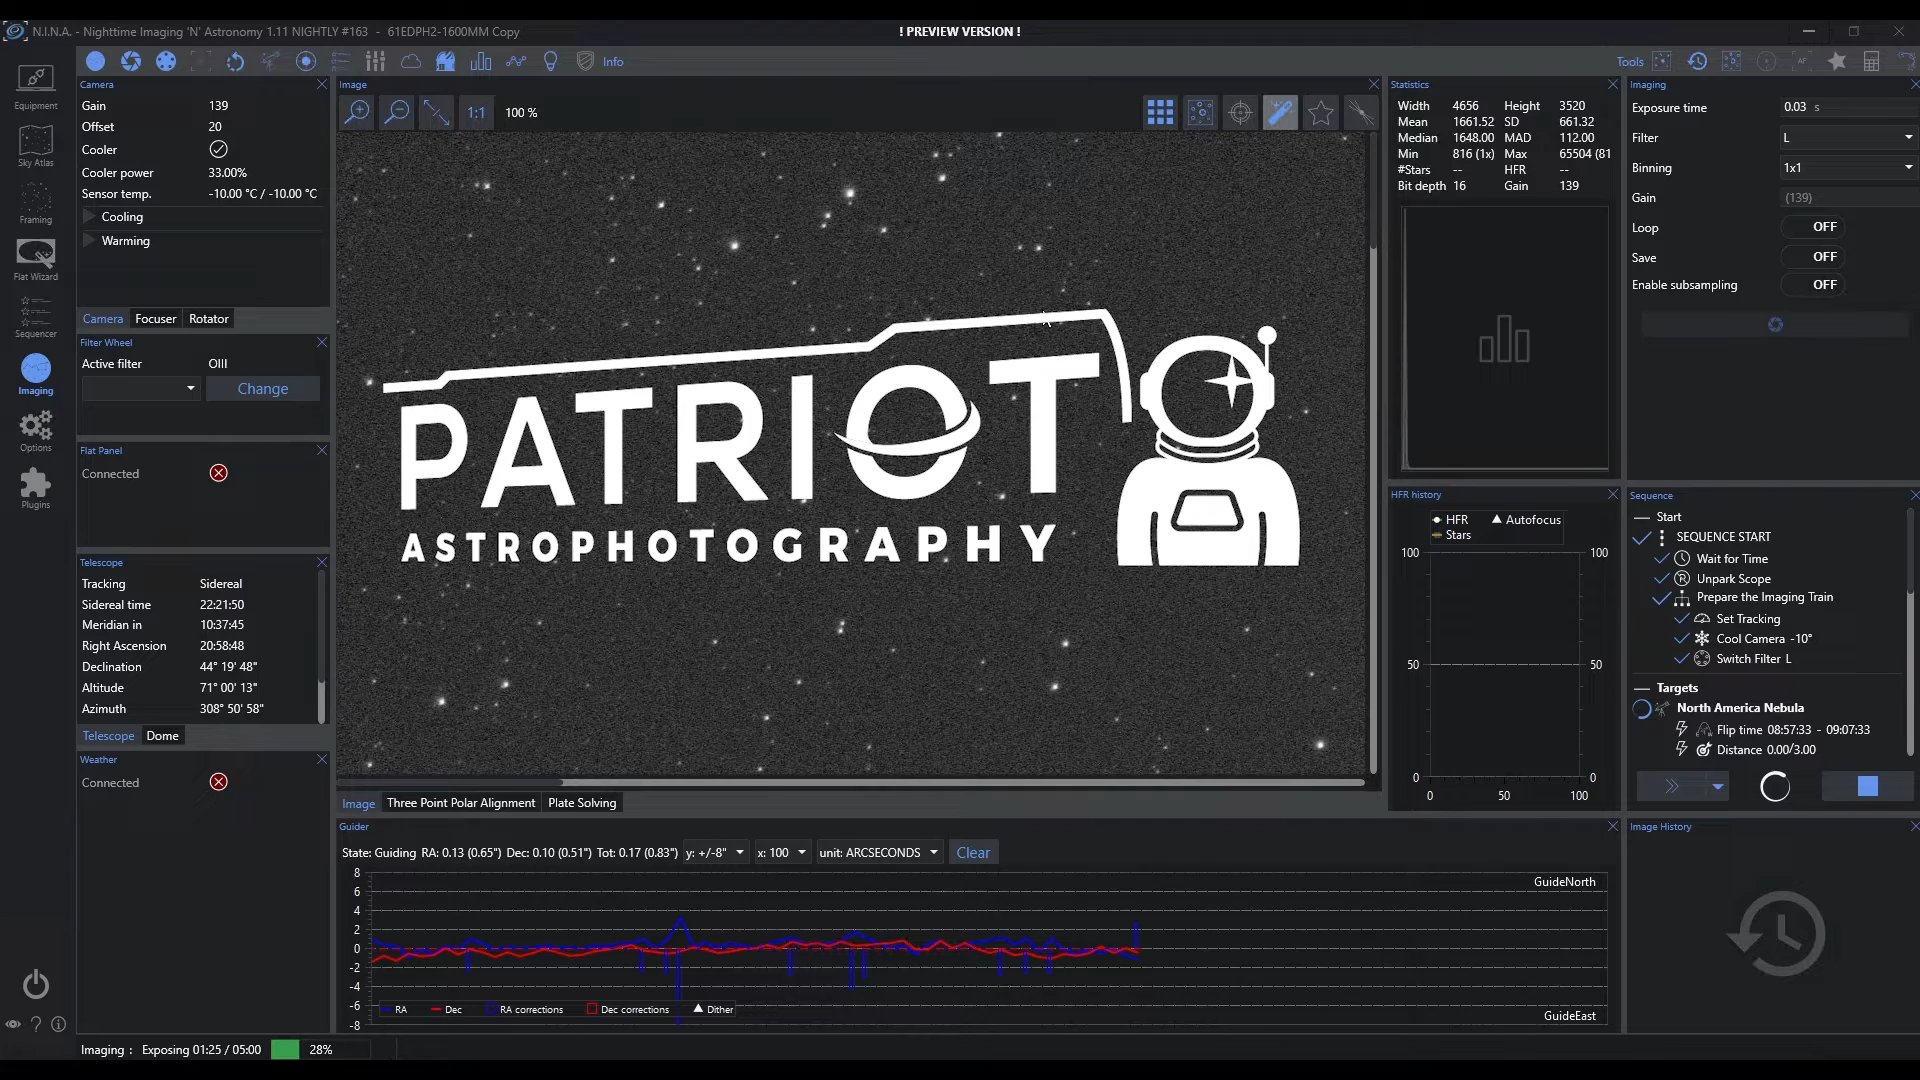 N.I.N.A. - Nighttime Imaging 'N' Astronomy 1.11 NIGHTLY #163 - 61EDPH2-1600MM Copy
! PREVIEW VERSION !
Info
Tools
Equipment
Sky Atlas
Framing
Flat Wizard
Sequencer
Imaging
Options
Plugins
Camera
Gain 139
Offset 20
Cooler
Cooler power 33.00%
Sensor temp. -10.00 °C / -10.00 °C
Cooling
Warming
Camera Focuser Rotator
Filter Wheel
Active filter OIII
Change
Flat Panel
Connected
Telescope
Tracking Sidereal
Sidereal time 22:21:50
Meridian in 10:37:45
Right Ascension 20:58:48
Declination 44° 19' 48"
Altitude 71° 00' 13"
Azimuth 308° 50' 58"
Telescope Dome
Weather
Connected
Image
1:1 100 %
PATRIOT
ASTROPHOTOGRAPHY
Image Three Point Polar Alignment Plate Solving
Guider
State: Guiding RA: 0.13 (0.65") Dec: 0.10 (0.51") Tot: 0.17 (0.83") y: +/-8" x: 100 unit: ARCSECONDS Clear
8
6
4
2
0
-2
-4
-6
-8
GuideNorth
GuideEast
RA Dec RA corrections Dec corrections Dither
Statistics
Width 4656 Height 3520
Mean 1661.52 SD 661.32
Median 1648.00 MAD 112.00
Min 816 (1x) Max 65504 (81
#Stars -- HFR --
Bit depth 16 Gain 139
HFR history
HFR Autofocus
Stars
100 100
50 50
0 0
0 50 100
Imaging
Exposure time 0.03 s
Filter L
Binning 1x1
Gain (139)
Loop OFF
Save OFF
Enable subsampling OFF
Sequence
Start
SEQUENCE START
Wait for Time
Unpark Scope
Prepare the Imaging Train
Set Tracking
Cool Camera -10°
Switch Filter L
Targets
North America Nebula
Flip time 08:57:33 - 09:07:33
Distance 0.00/3.00
Image History
Imaging : Exposing 01:25 / 05:00 28%